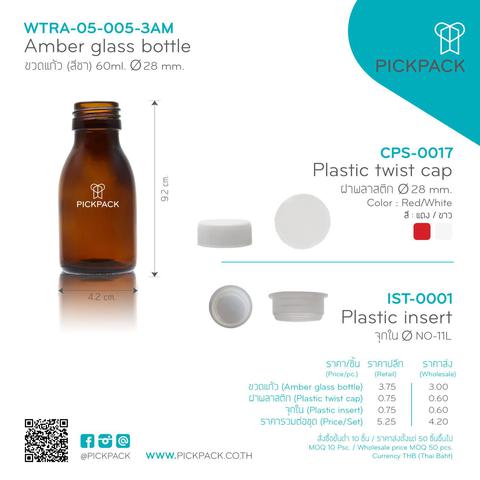 WTRA-05-005-3AM
Amber glass bottle
ขวดแก้ว (สีชา) 60ml. Ø 28 mm.
PICKPACK
9.2 cm.
PICKPACK
4.2 cm.
CPS-0017
Plastic twist cap
ฝาพลาสติก Ø 28 mm.
Color : Red/White
สี : แดง / ขาว
IST-0001
Plastic insert
จุกใน Ø NO-11L
ราคา/ชิ้น ราคาปลีก ราคาส่ง
(Price/pc.) (Retail) (Wholesale)
ขวดแก้ว (Amber glass bottle) 3.75 3.00
ฝาพลาสติก (Plastic twist cap) 0.75 0.60
จุกใน (Plastic insert) 0.75 0.60
ราคารวมต่อชุด (Price/Set) 5.25 4.20
สั่งซื้อขั้นต่ำ 10 ชิ้น / ราคาส่งตั้งแต่ 50 ชิ้นขึ้นไป
MOQ 10 Psc. / Wholesale price MOQ 50 pcs.
Currency THB (Thai Baht)
@PICKPACK
WWW.PICKPACK.CO.TH